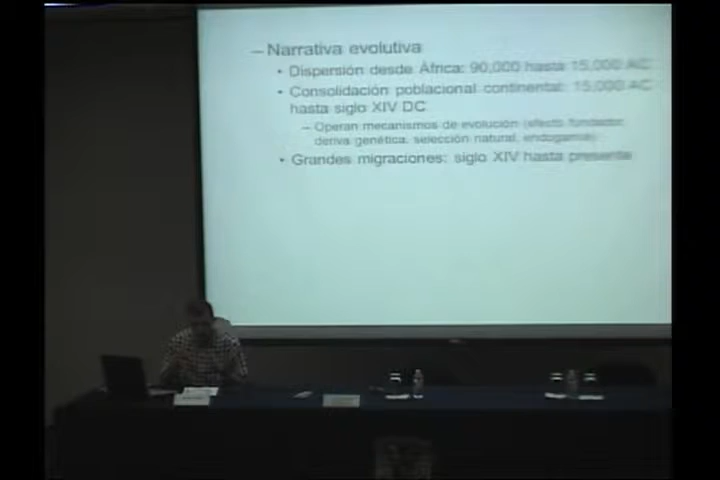 – Narrativa evolutiva
• Dispersión desde África: 90,000 hasta 15,000 AC
• Consolidación poblacional continental: 15,000 AC
hasta siglo XIV DC
– Operan mecanismos de evolución (efecto fundador,
deriva genética, selección natural, endogamia)
• Grandes migraciones: siglo XIV hasta presente